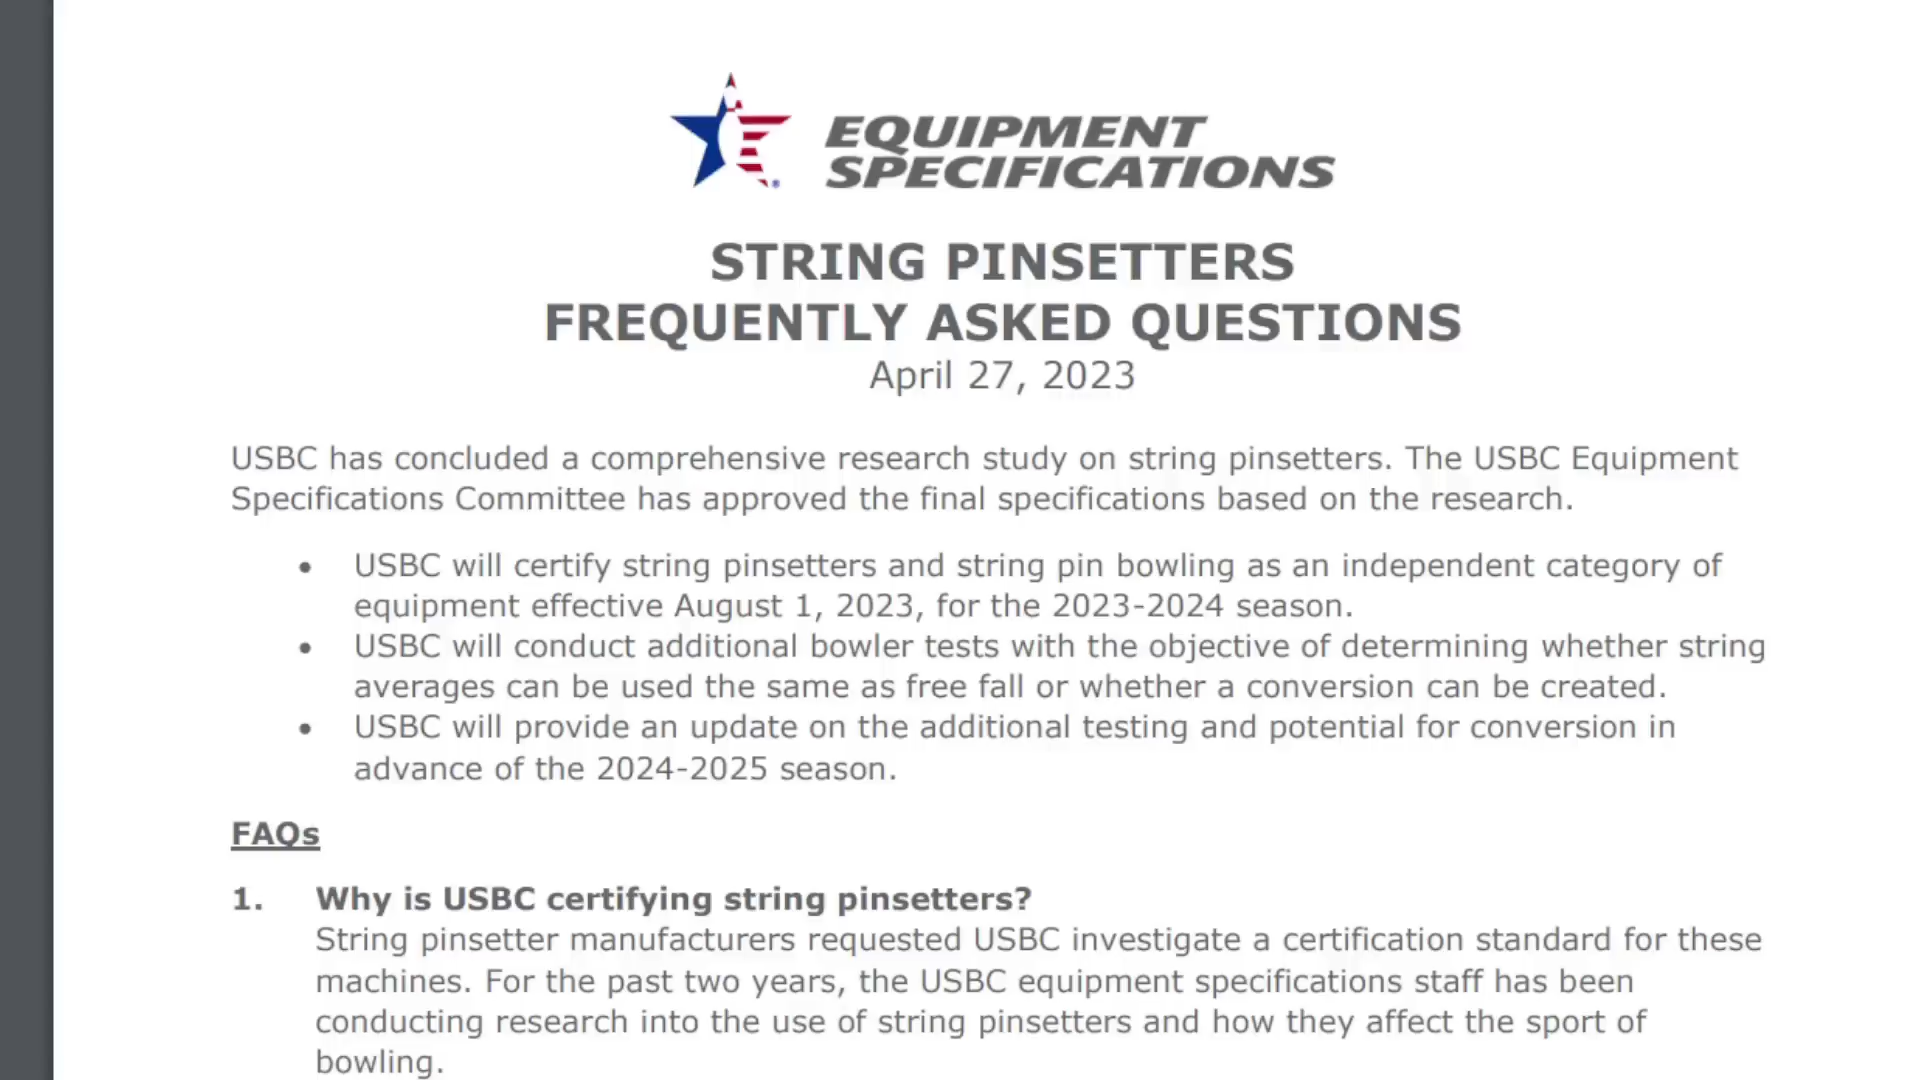 EQUIPMENT
SPECIFICATIONS
STRING PINSETTERS
FREQUENTLY ASKED QUESTIONS
April 27, 2023
USBC has concluded a comprehensive research study on string pinsetters. The USBC Equipment
Specifications Committee has approved the final specifications based on the research.
• USBC will certify string pinsetters and string pin bowling as an independent category of
equipment effective August 1, 2023, for the 2023-2024 season.
• USBC will conduct additional bowler tests with the objective of determining whether string
averages can be used the same as free fall or whether a conversion can be created.
• USBC will provide an update on the additional testing and potential for conversion in
advance of the 2024-2025 season.
FAQs
1. Why is USBC certifying string pinsetters?
String pinsetter manufacturers requested USBC investigate a certification standard for these
machines. For the past two years, the USBC equipment specifications staff has been
conducting research into the use of string pinsetters and how they affect the sport of
bowling.